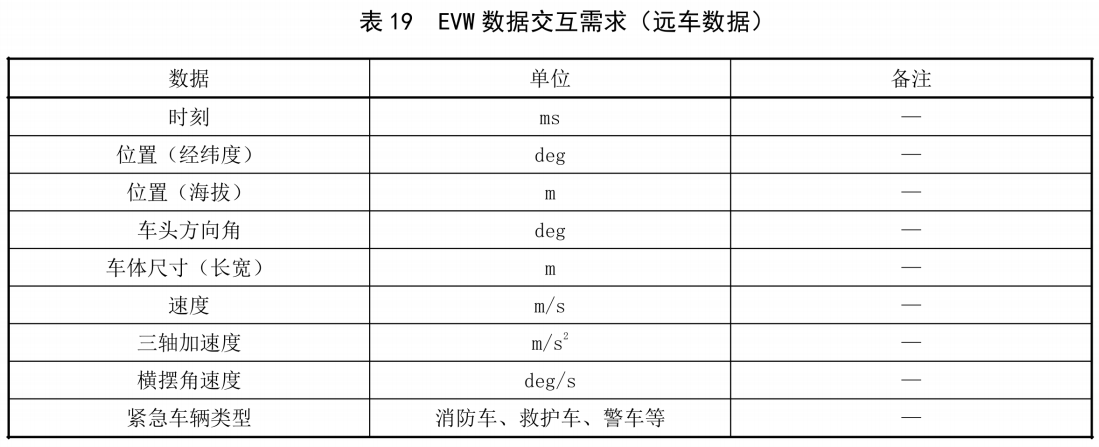 表 19 EVW 数据交互需求（远车数据）
数据 单位 备注
时刻 ms —
位置（经纬度） deg —
位置（海拔） m —
车头方向角 deg —
车体尺寸（长宽） m —
速度 m/s —
三轴加速度 m/s² —
横摆角速度 deg/s —
紧急车辆类型 消防车、救护车、警车等 —